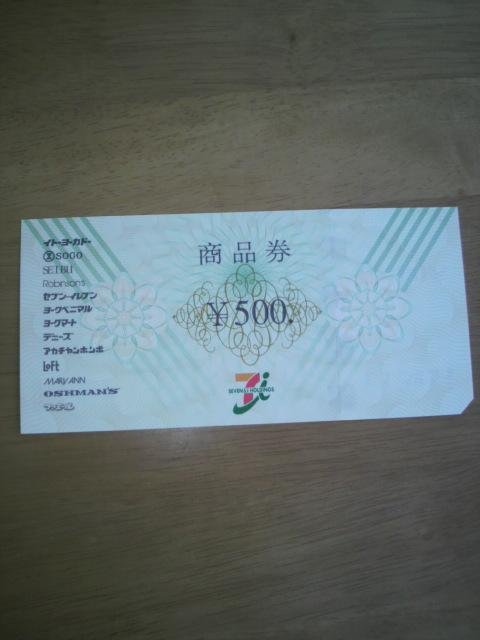 イトーヨーカドー
SOGO
SEIBU
Robinson's
セブン-イレブン
ヨークベニマル
ヨークマート
デニーズ
アカチャンホンポ
Loft
MARY ANN
OSHMAN'S
商品券
¥500.
SEVEN & i HOLDINGS